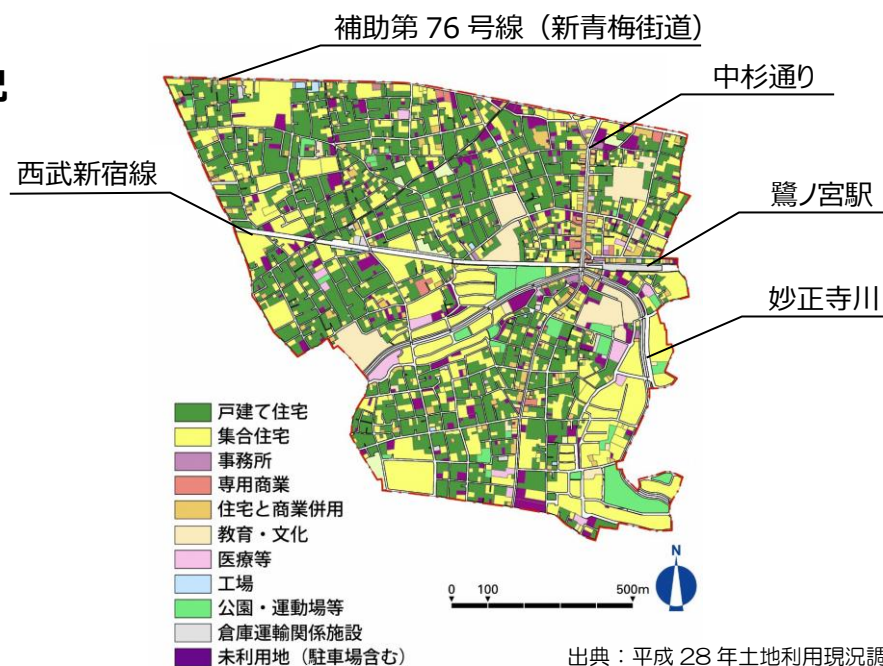 補助第 76 号線（新青梅街道）
中杉通り
西武新宿線
鷺ノ宮駅
妙正寺川
戸建て住宅
集合住宅
事務所
専用商業
住宅と商業併用
教育・文化
医療等
工場
公園・運動場等
倉庫運輸関係施設
未利用地（駐車場含む）
0 100 500m
N
出典：平成 28 年土地利用現況調